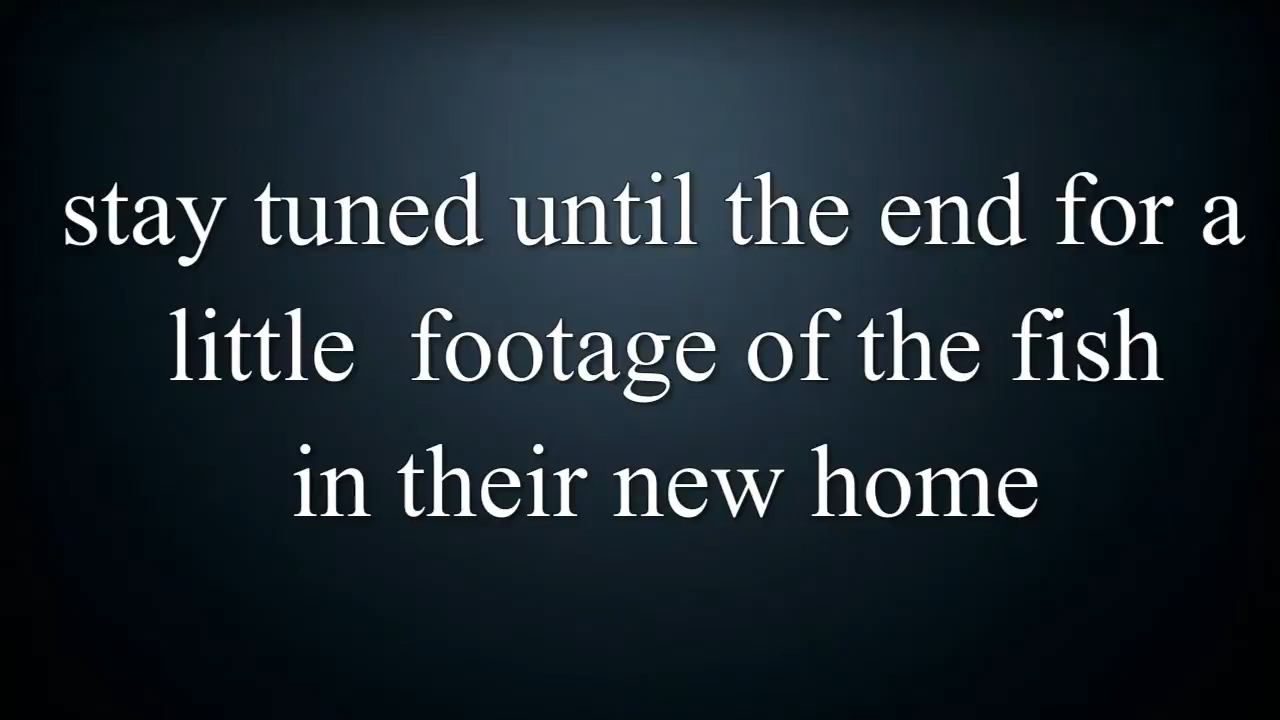 stay tuned until the end for a
little  footage of the fish
in their new home